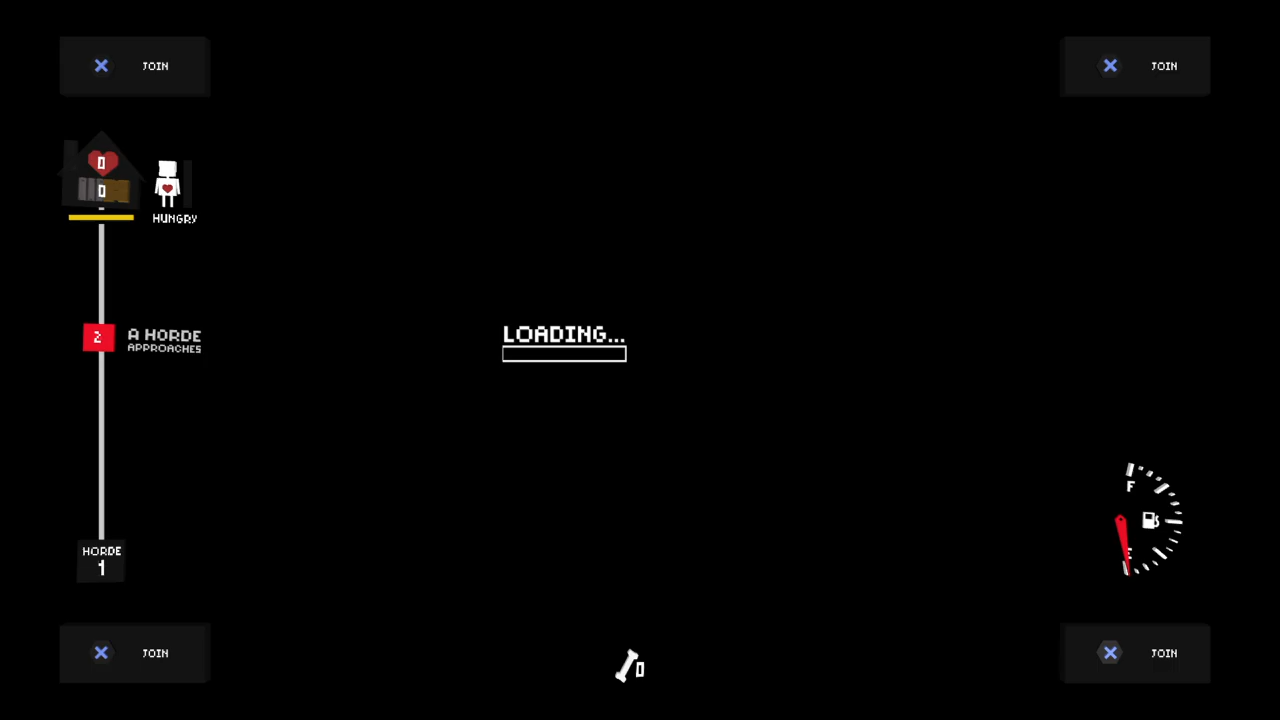 JOIN
JOIN
0
0
HUNGRY
2
A HORDE
APPROACHES
LOADING...
F
E
HORDE
1
JOIN
JOIN
0